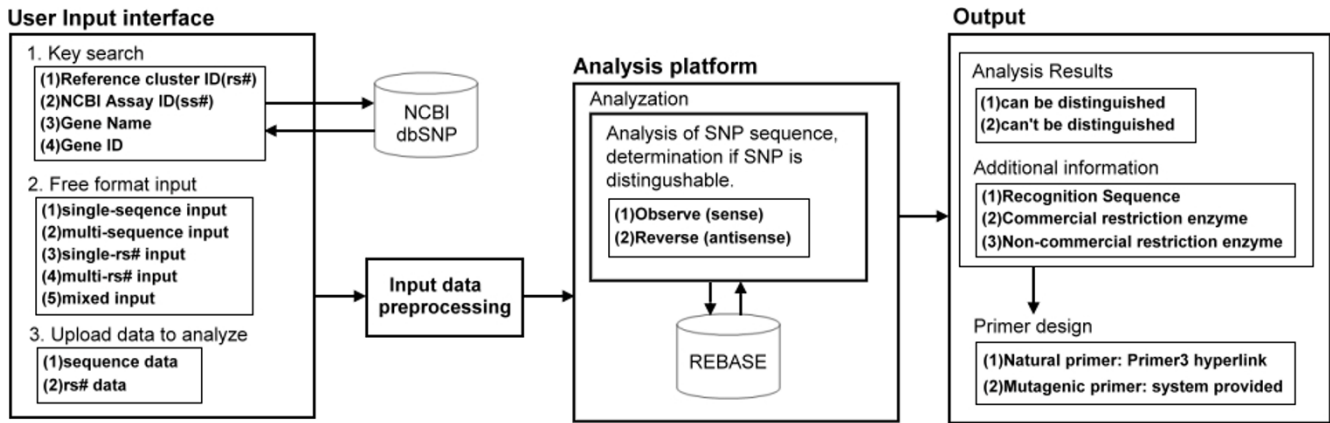 User Input interface
1. Key search
(1)Reference cluster ID(rs#)
(2)NCBI Assay ID(ss#)
(3)Gene Name
(4)Gene ID
NCBI
dbSNP
2. Free format input
(1)single-seqence input
(2)multi-sequence input
(3)single-rs# input
(4)multi-rs# input
(5)mixed input
3. Upload data to analyze
(1)sequence data
(2)rs# data
Input data
preprocessing
Analysis platform
Analyzation
Analysis of SNP sequence,
determination if SNP is
distingushable.
(1)Observe (sense)
(2)Reverse (antisense)
REBASE
Output
Analysis Results
(1)can be distinguished
(2)can't be distinguished
Additional information
(1)Recognition Sequence
(2)Commercial restriction enzyme
(3)Non-commercial restriction enzyme
Primer design
(1)Natural primer: Primer3 hyperlink
(2)Mutagenic primer: system provided